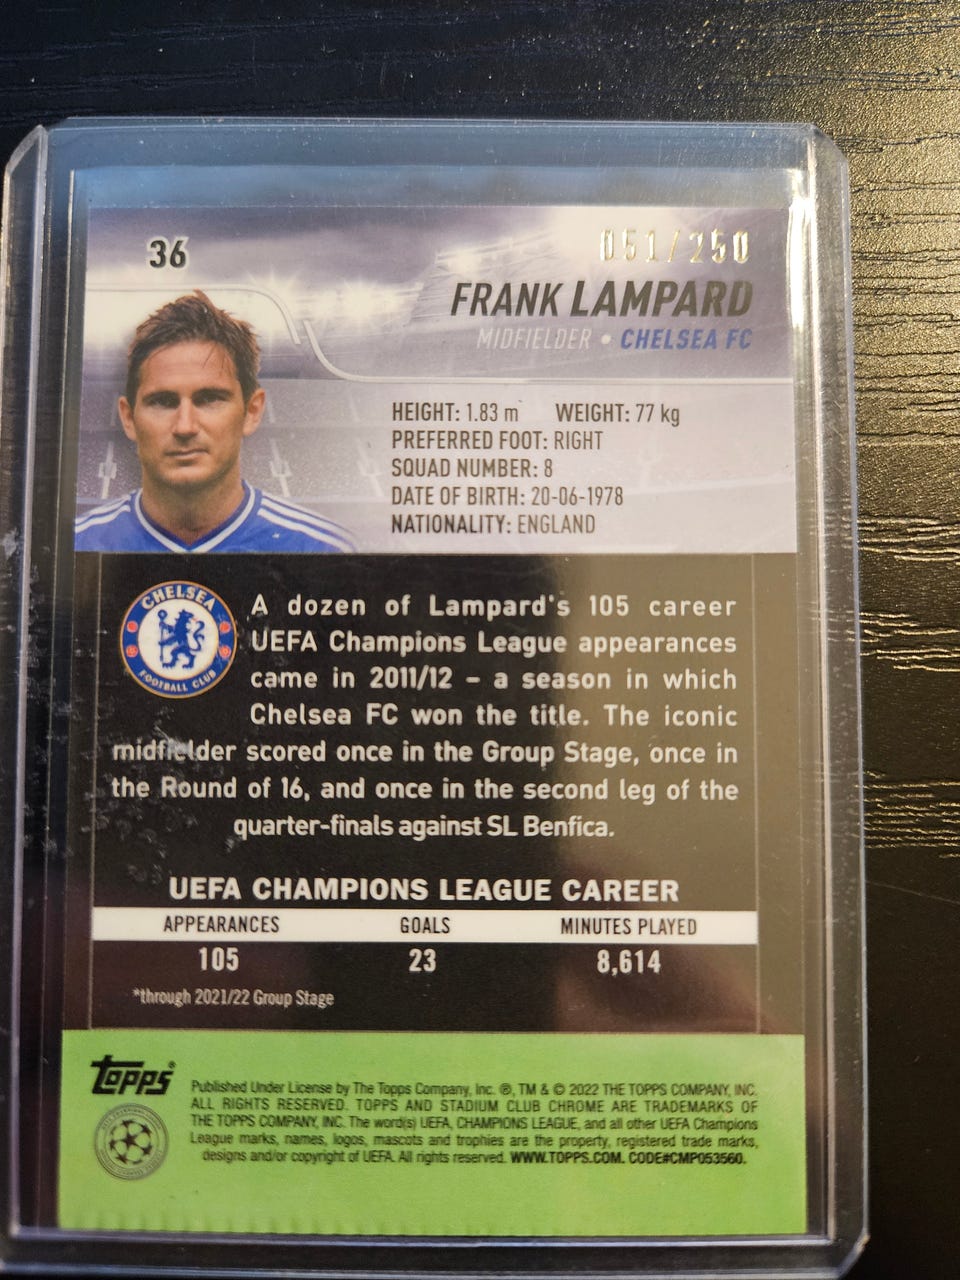 36
051/250
FRANK LAMPARD
MIDFIELDER • CHELSEA FC
HEIGHT: 1.83 m WEIGHT: 77 kg
PREFERRED FOOT: RIGHT
SQUAD NUMBER: 8
DATE OF BIRTH: 20-06-1978
NATIONALITY: ENGLAND
CHELSEA
FOOTBALL CLUB
A dozen of Lampard's 105 career
UEFA Champions League appearances
came in 2011/12 – a season in which
Chelsea FC won the title. The iconic
midfielder scored once in the Group Stage, once in
the Round of 16, and once in the second leg of the
quarter-finals against SL Benfica.
UEFA CHAMPIONS LEAGUE CAREER
APPEARANCES GOALS MINUTES PLAYED
105 23 8,614
*through 2021/22 Group Stage
TOPPS®
Published Under License by The Topps Company, Inc. ®, TM & © 2022 THE TOPPS COMPANY, INC.
ALL RIGHTS RESERVED. TOPPS AND STADIUM CLUB CHROME ARE TRADEMARKS OF
THE TOPPS COMPANY, INC. The word(s) UEFA, CHAMPIONS LEAGUE, and all other UEFA Champions
League marks, names, logos, mascots and trophies are the property, registered trade marks,
designs and/or copyright of UEFA. All rights reserved. WWW.TOPPS.COM. CODE#CMP053560.